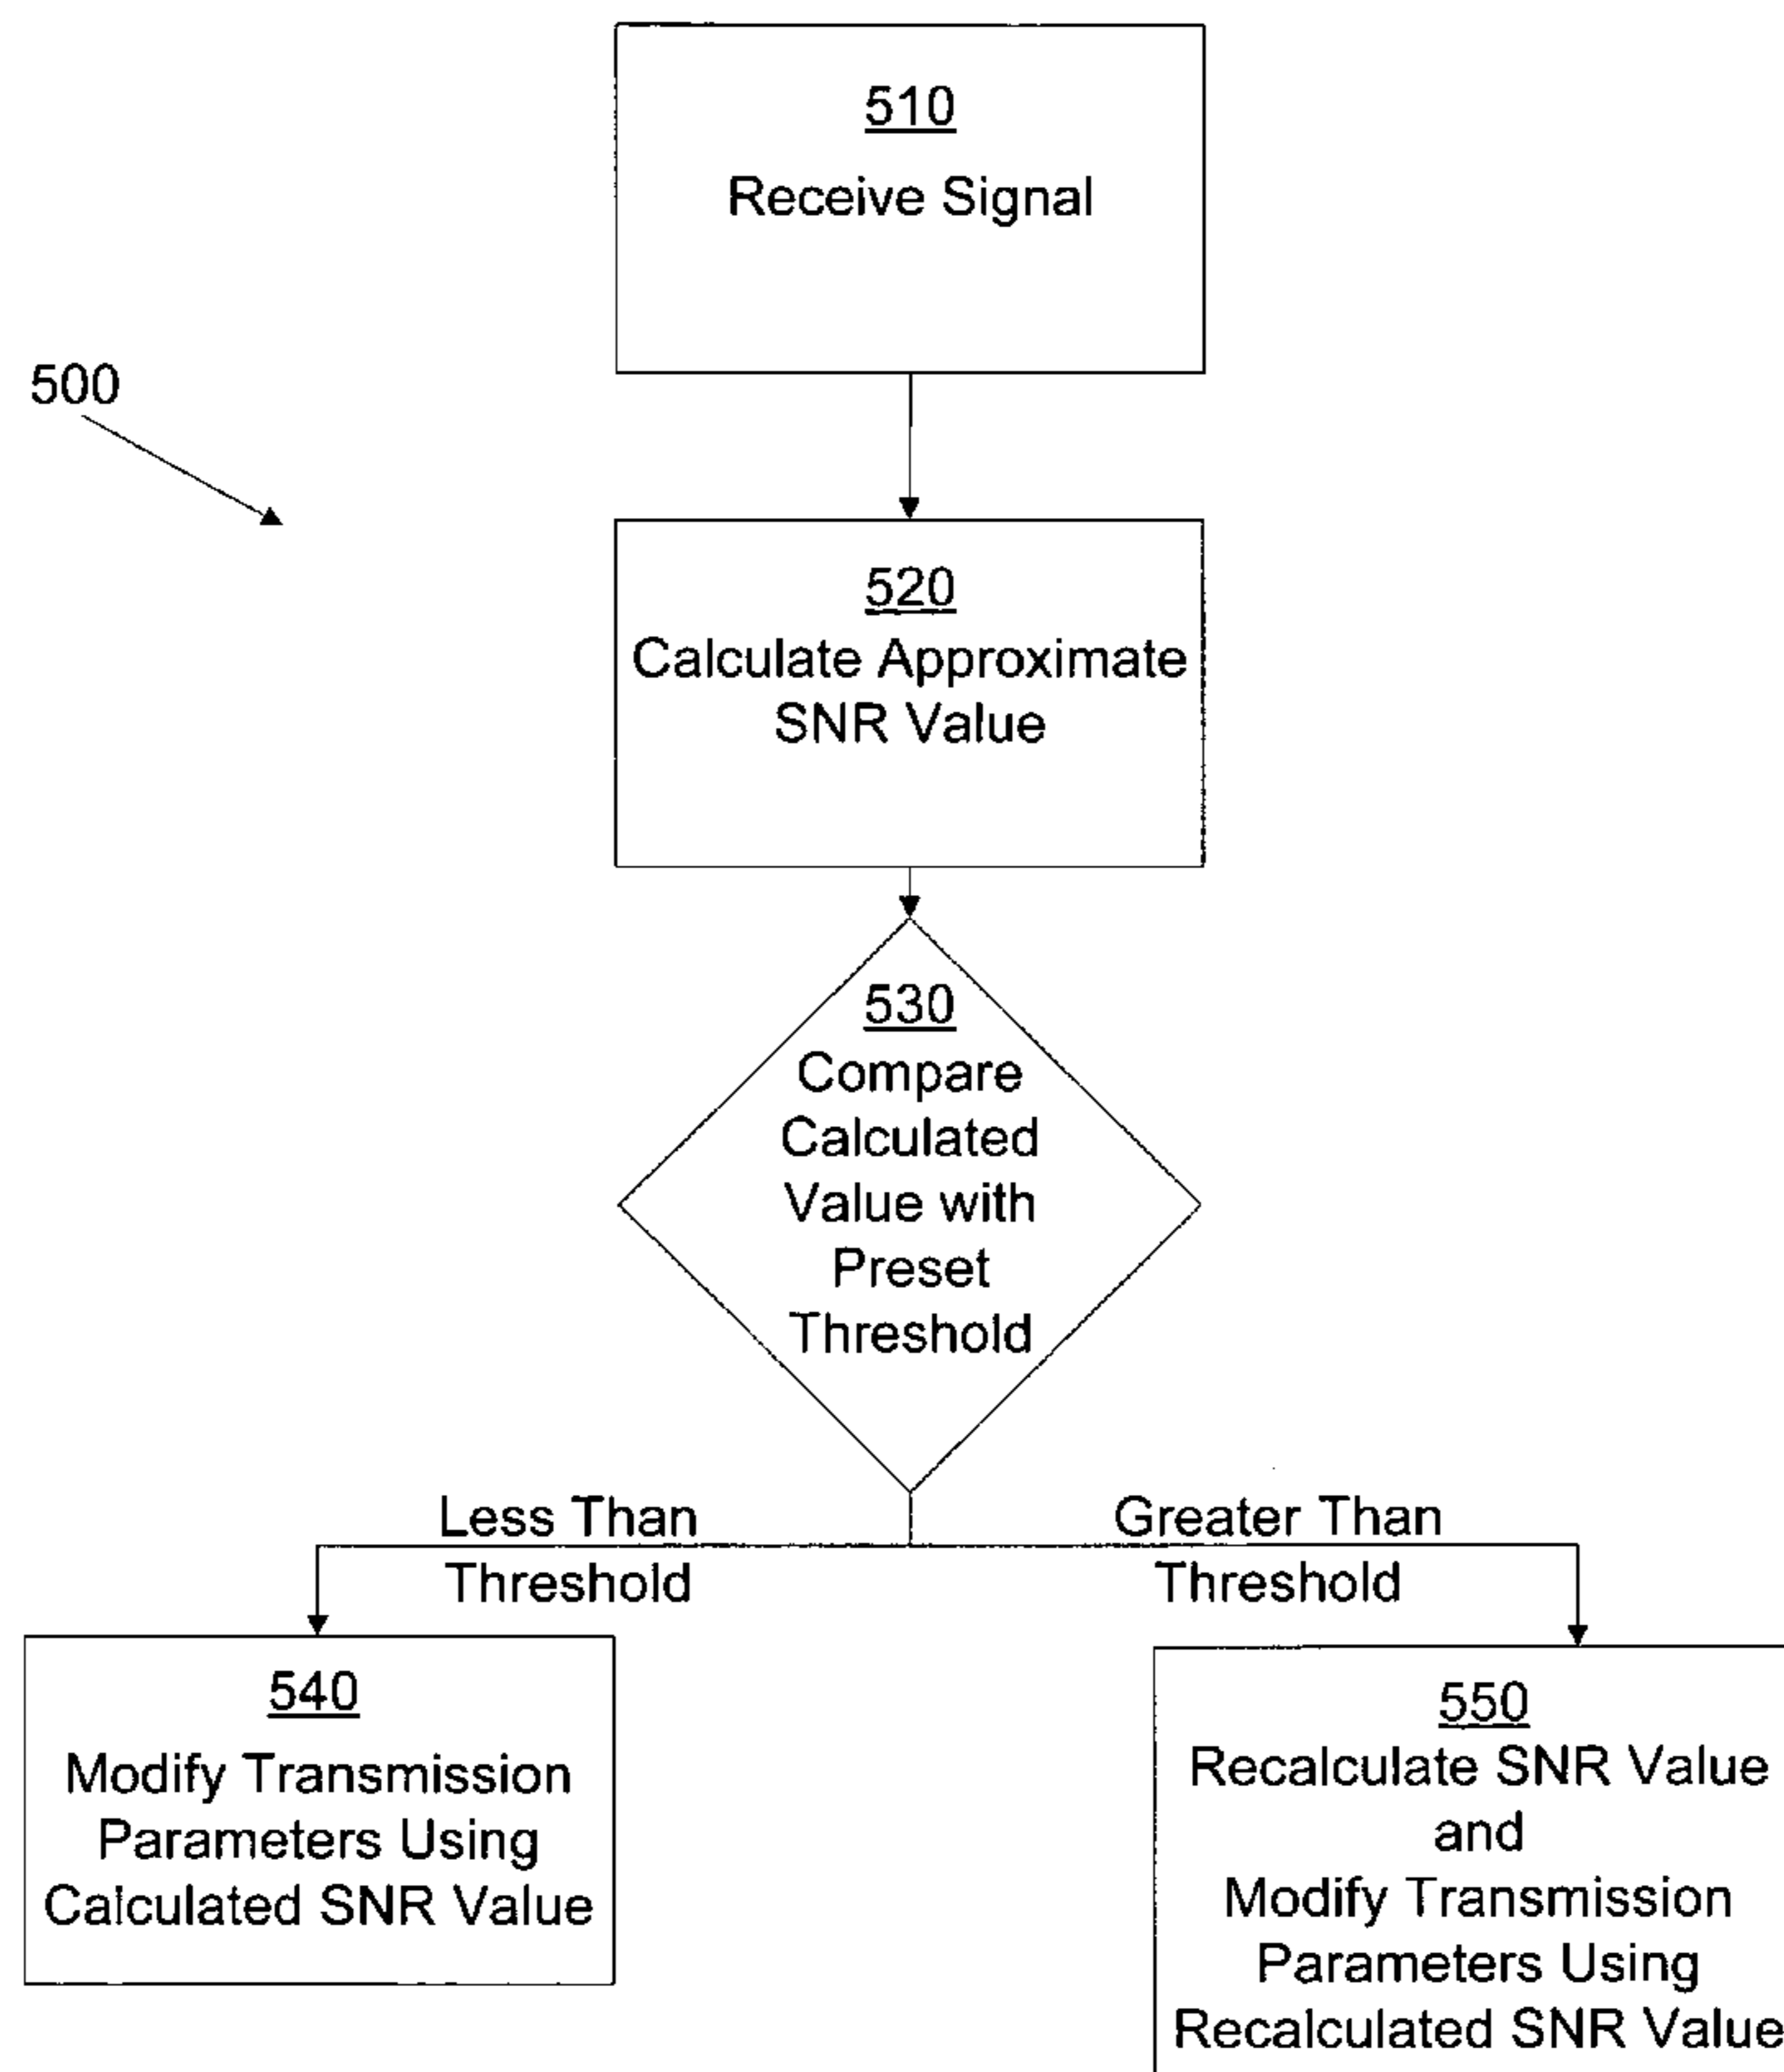 510
Receive Signal
500
520
Calculate Approximate
SNR Value
530
Compare
Calculated
Value with
Preset
Threshold
Less Than
Threshold
Greater Than
Threshold
540
Modify Transmission
Parameters Using
Calculated SNR Value
550
Recalculate SNR Value
and
Modify Transmission
Parameters Using
Recalculated SNR Value